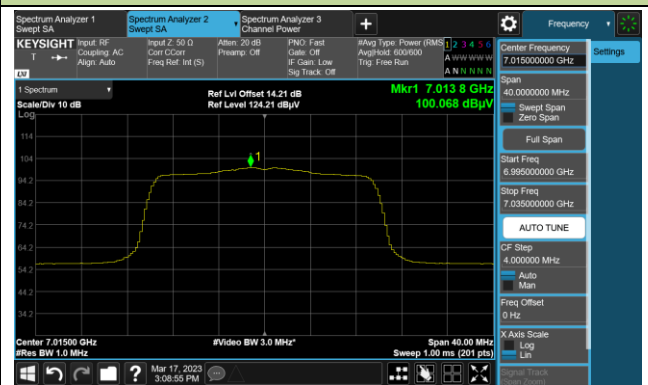 Spectrum Analyzer 1
Swept SA
Spectrum Analyzer 2
Swept SA
Spectrum Analyzer 3
Channel Power
Frequency
KEYSIGHT
T
LXI
Input: RF
Coupling: AC
Align: Auto
Input Z: 50 Ω
Corr CCorr
Freq Ref: Int (S)
Atten: 20 dB
Preamp: Off
PNO: Fast
Gate: Off
IF Gain: Low
Sig Track: Off
#Avg Type: Power (RMS)
Avg|Hold: 600/600
Trig: Free Run
1 2 3 4 5 6
A W W W W W
A N N N N N
Center Frequency
7.015000000 GHz
Settings
Span
40.0000000 MHz
Swept Span
Zero Span
Full Span
Start Freq
6.995000000 GHz
Stop Freq
7.035000000 GHz
AUTO TUNE
CF Step
4.000000 MHz
Auto
Man
Freq Offset
0 Hz
X Axis Scale
Log
Lin
Signal Track
(Span Zoom)
1 Spectrum
Scale/Div 10 dB
Log
Ref Lvl Offset 14.21 dB
Ref Level 124.21 dBµV
Mkr1 7.013 8 GHz
100.068 dBµV
1
114
104
94.2
84.2
74.2
64.2
54.2
44.2
34.2
Center 7.01500 GHz
#Res BW 1.0 MHz
#Video BW 3.0 MHz*
Span 40.00 MHz
Sweep 1.00 ms (201 pts)
?
Mar 17, 2023
3:08:55 PM